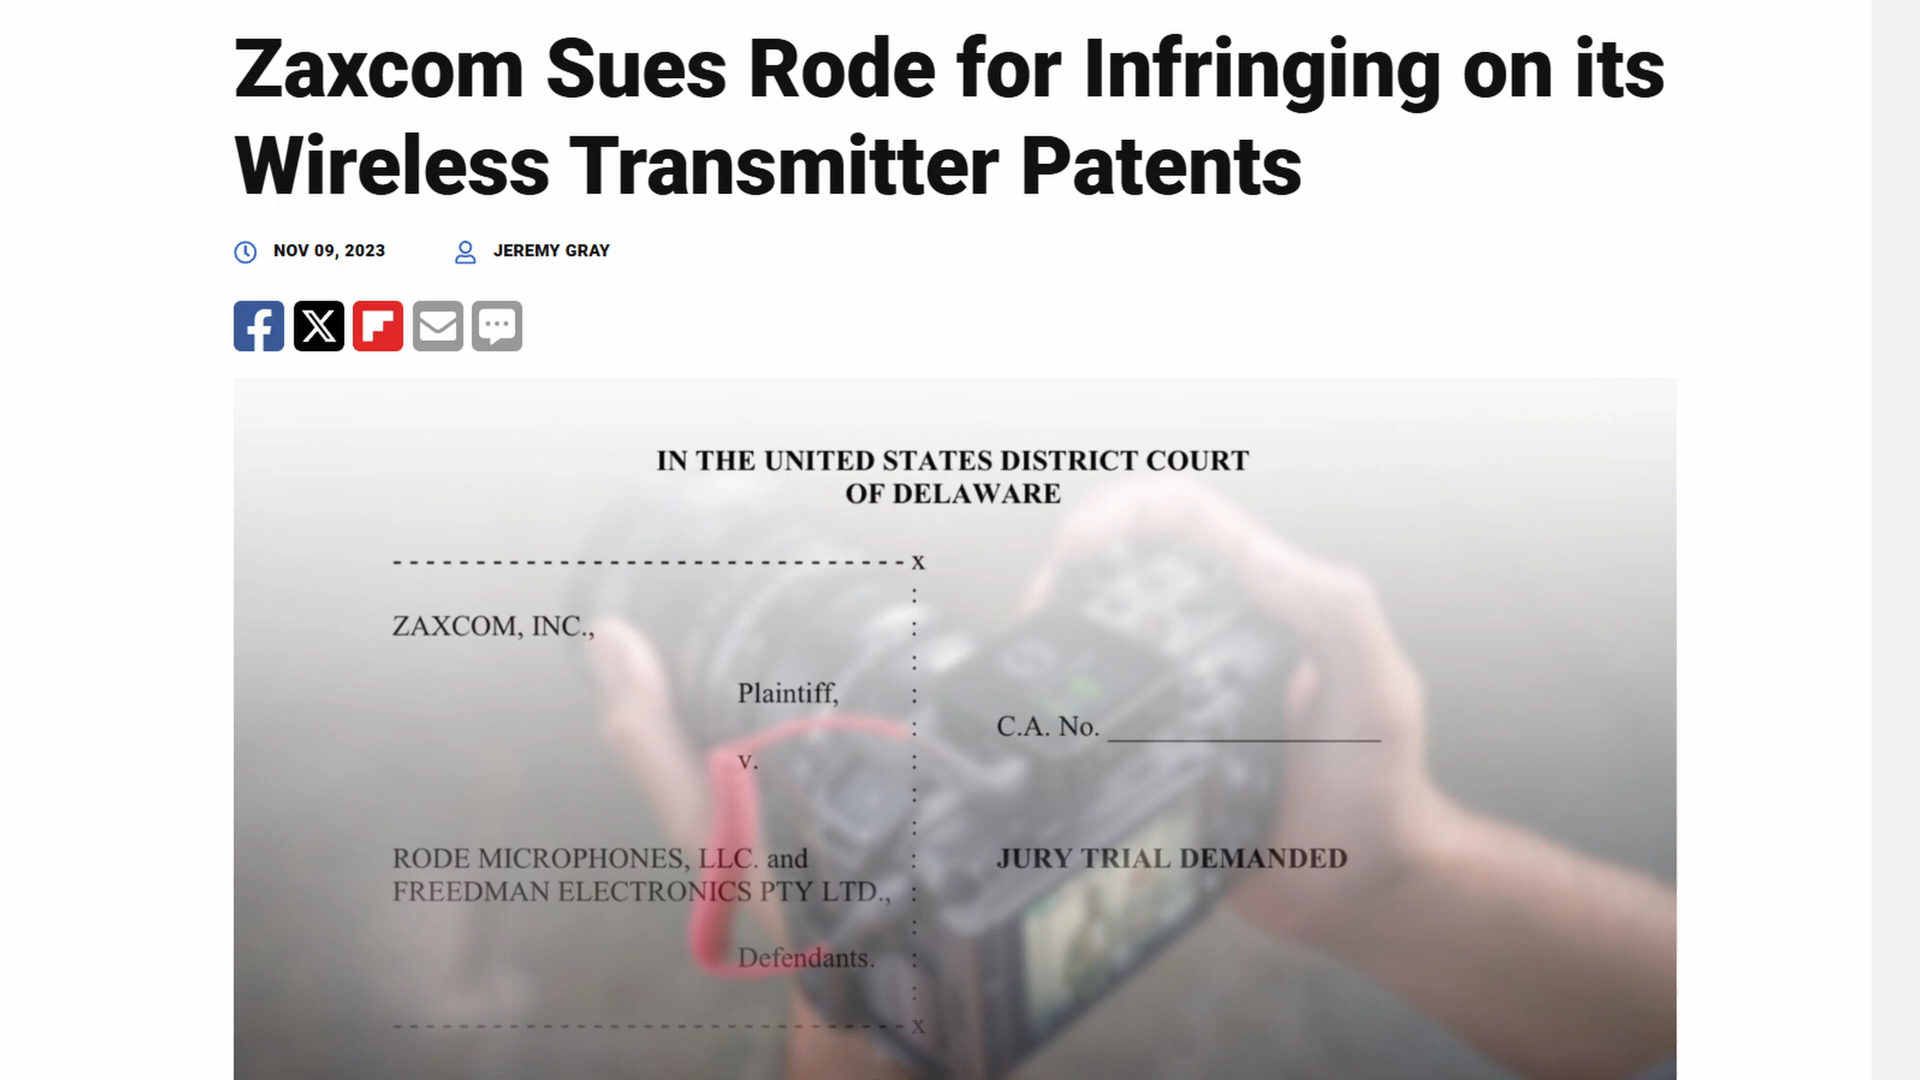 Zaxcom Sues Rode for Infringing on its
Wireless Transmitter Patents
NOV 09, 2023 JEREMY GRAY
IN THE UNITED STATES DISTRICT COURT
OF DELAWARE
- - - - - - - - - - - - - - - - - - - - - - - - - - - - - - - x
:
ZAXCOM, INC., :
:
Plaintiff, :
: C.A. No. ____________________
v. :
:
:
RODE MICROPHONES, LLC. and : JURY TRIAL DEMANDED
FREEDMAN ELECTRONICS PTY LTD., :
:
Defendants. :
:
- - - - - - - - - - - - - - - - - - - - - - - - - - - - - - - x